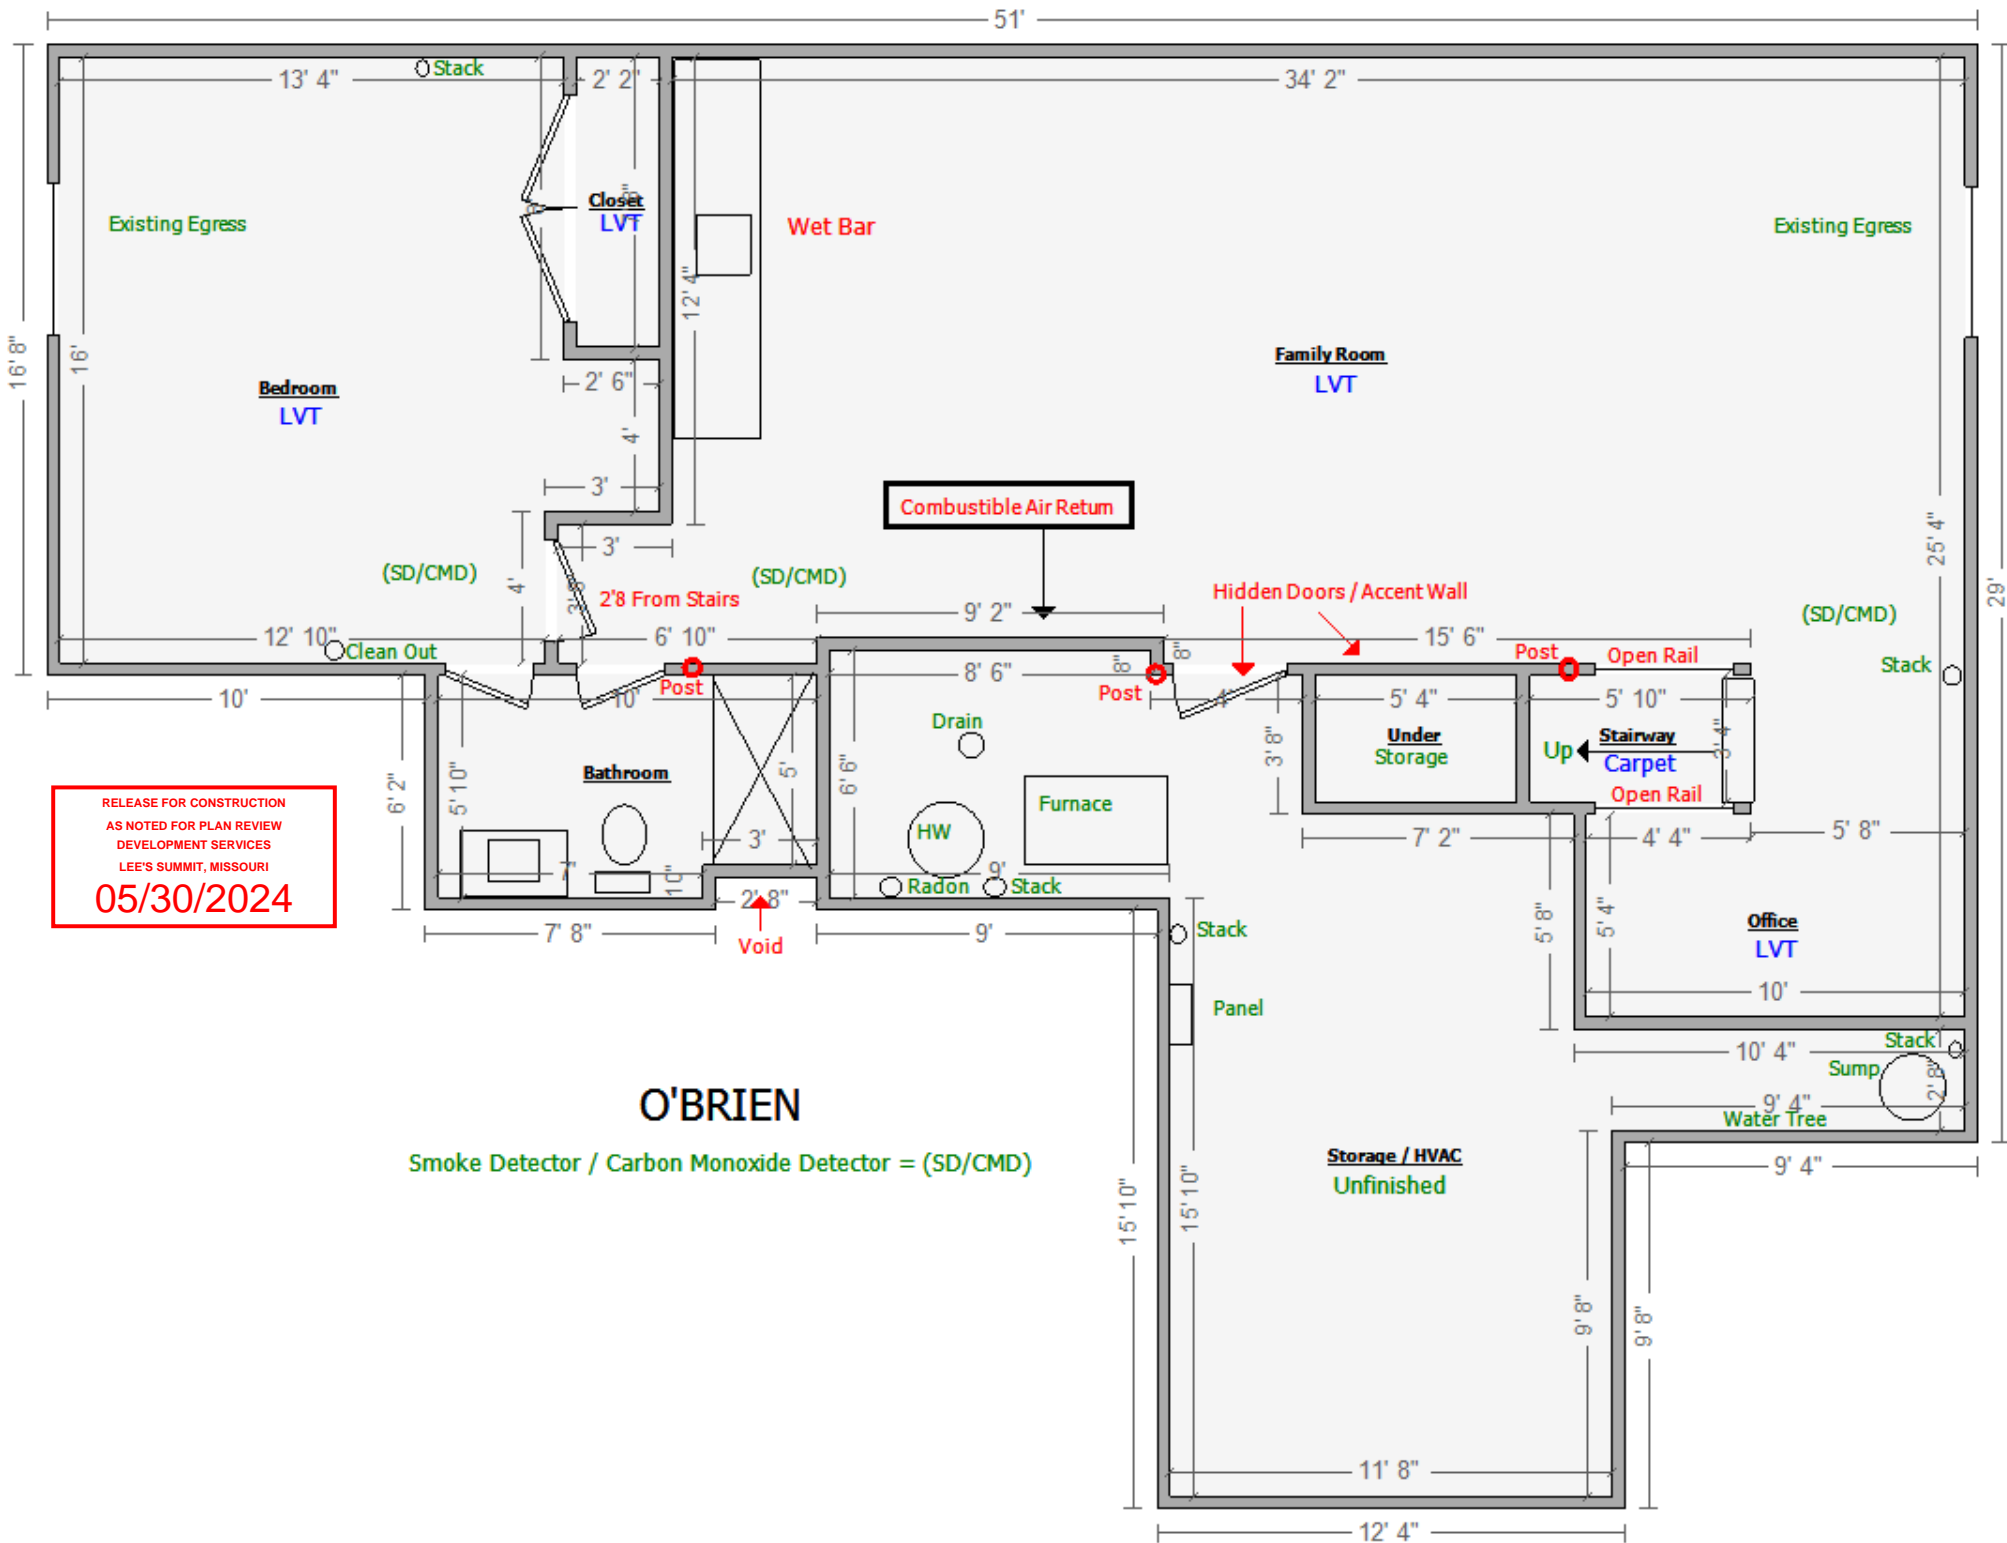 51'
13' 4"
Stack
2' 2"
34' 2"
Closet
LVT
Existing Egress
Wet Bar
Existing Egress
12' 4"
16' 8"
16'
Family Room
LVT
Bedroom
LVT
2' 6"
4'
3'
Combustible Air Return
3'
25' 4"
(SD/CMD)
4'
(SD/CMD)
2'8 From Stairs
Hidden Doors / Accent Wall
29'
9' 2"
(SD/CMD)
12' 10"
Clean Out
6' 10"
15' 6"
Post
Open Rail
8"
8"
Stack
8' 6"
Post
Post
10'
10'
4'
5' 4"
5' 10"
Drain
Under
Storage
Up
Stairway
Carpet
3' 4"
3' 8"
Bathroom
5'
6' 2"
5' 10"
6' 6"
Furnace
Open Rail
HW
3'
7' 2"
4' 4"
5' 8"
RELEASE FOR CONSTRUCTION
AS NOTED FOR PLAN REVIEW
DEVELOPMENT SERVICES
LEE'S SUMMIT, MISSOURI
05/30/2024
7'
10"
9'
Radon
Stack
2' 8"
7' 8"
Void
9'
Stack
5' 8"
5' 4"
Office
LVT
10'
Panel
10' 4"
Stack
Sump
2' 8"
9' 4"
Water Tree
O'BRIEN
Smoke Detector / Carbon Monoxide Detector = (SD/CMD)
Storage / HVAC
Unfinished
9' 4"
15' 10"
15' 10"
9' 8"
9' 8"
11' 8"
12' 4"